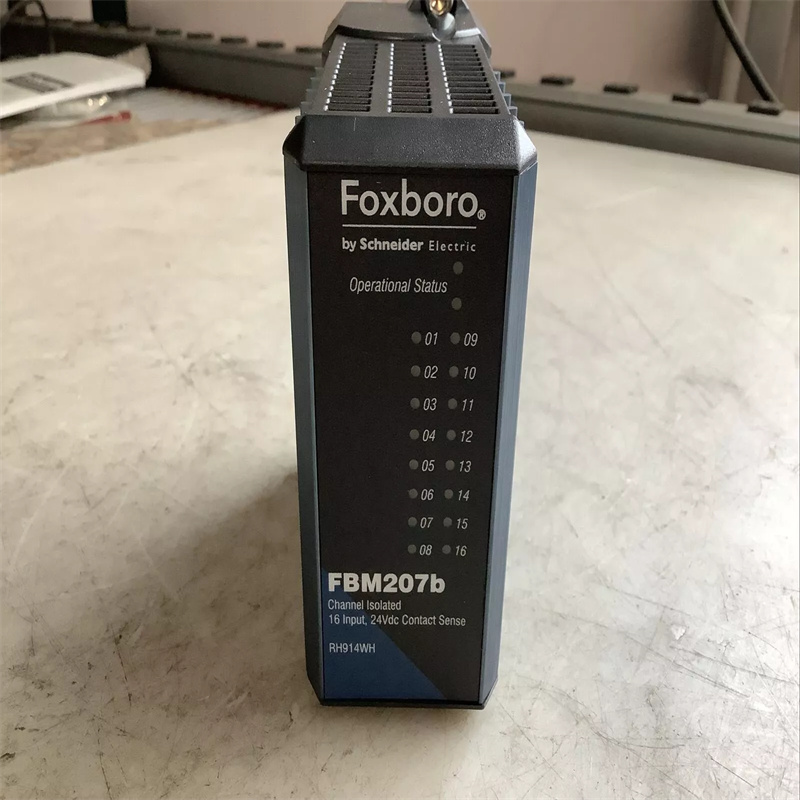 Foxboro
Foxboro®
by Schneider Electric
Operational Status
01 09
02 10
03 11
04 12
05 13
06 14
07 15
08 16
FBM207b
Channel Isolated
16 Input, 24Vdc Contact Sense
RH914WH